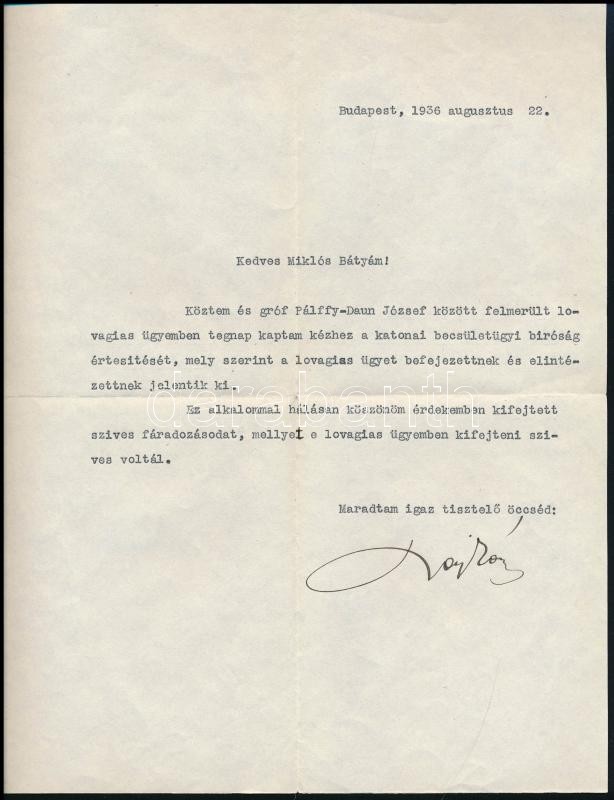 Budapest, 1936 augusztus 22.
Kedves Miklós Bátyám!
Köztem és gróf Pálffy-Daun József között felmerült lo-
vagias ügyemben tegnap kaptam kézhez a katonai becsületügyi biróság
értesitését, mely szerint a lovagias ügyet befejezettnek és elinté-
zettnek jelentik ki.
darabanth
Ez alkalommal hálásan köszönöm érdekemben kifejtett
szives fáradozásodat, mellyet e lovagias ügyemben kifejteni szi-
ves voltál.
Maradtam igaz tisztelő öccséd: